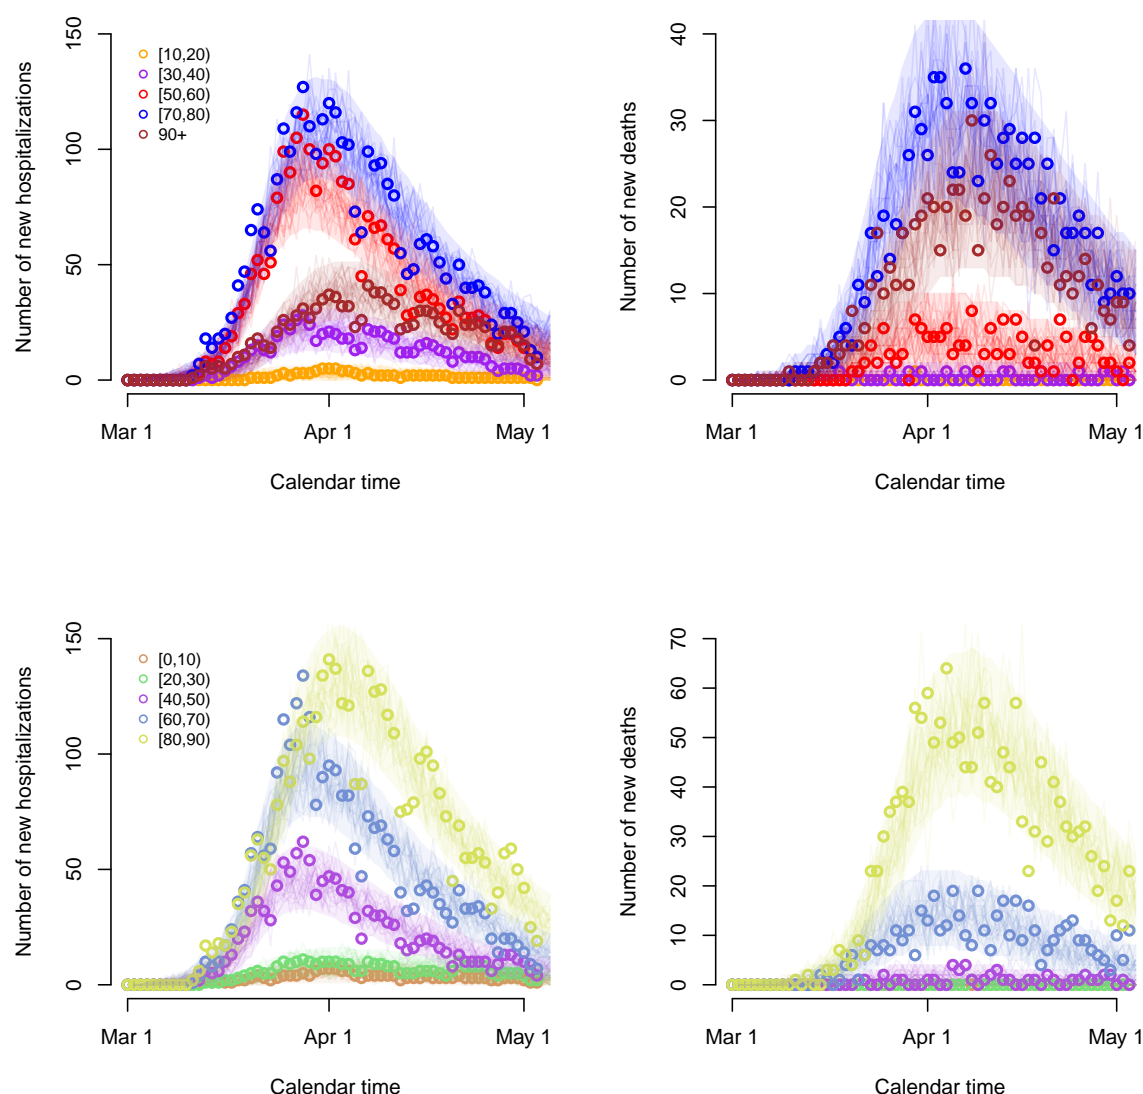 Number of new hospitalizations
0
50
100
150
[10,20)
[30,40)
[50,60)
[70,80)
90+
Mar 1
Apr 1
May 1
Calendar time
Number of new deaths
0
10
20
30
40
Mar 1
Apr 1
May 1
Calendar time
Number of new hospitalizations
0
50
100
150
[0,10)
[20,30)
[40,50)
[60,70)
[80,90)
Mar 1
Apr 1
May 1
Calendar time
Number of new deaths
0
10
20
30
40
50
60
70
Mar 1
Apr 1
May 1
Calendar time